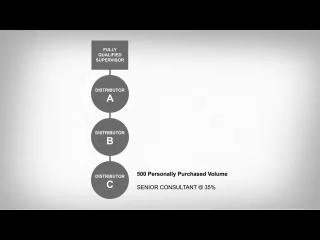 FULLY
QUALIFIED
SUPERVISOR
DISTRIBUTOR
A
DISTRIBUTOR
B
DISTRIBUTOR
C
500 Personally Purchased Volume
SENIOR CONSULTANT @ 35%